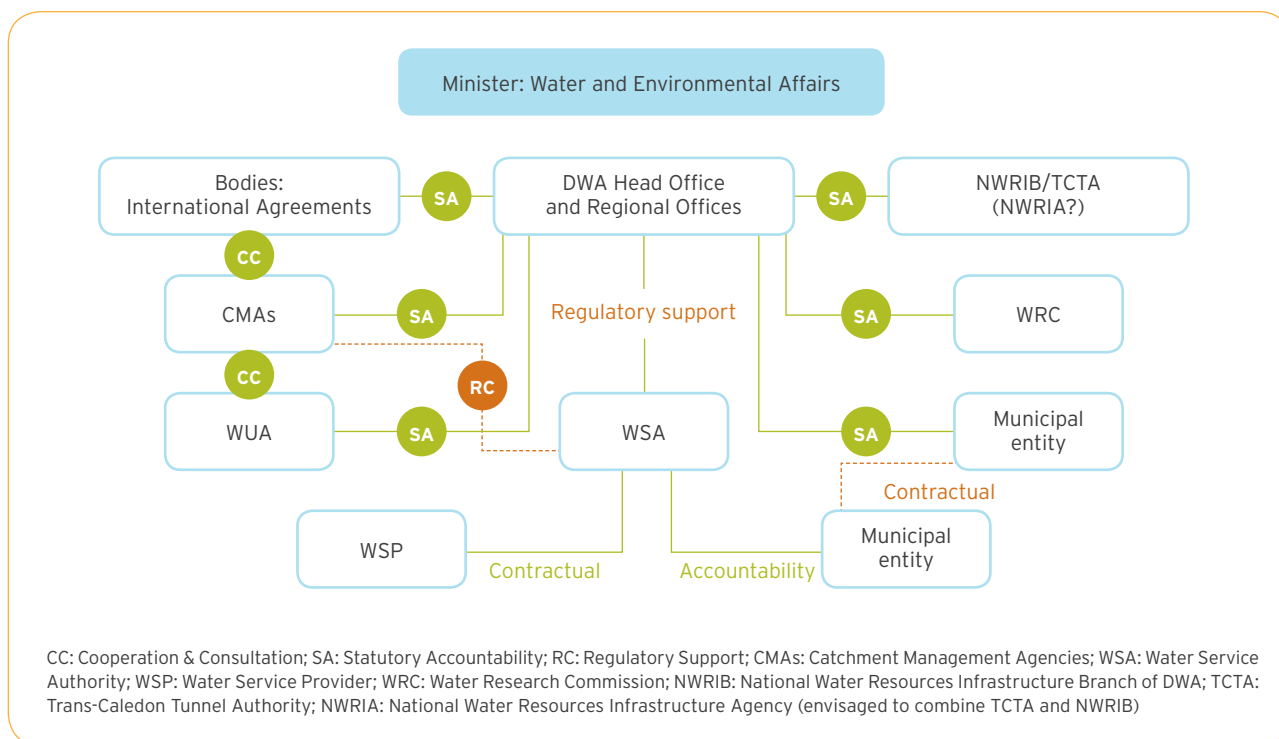 Minister: Water and Environmental Affairs
Bodies:
International Agreements
SA
DWA Head Office
and Regional Offices
SA
NWRIB/TCTA
(NWRIA?)
CC
CMAs
SA
Regulatory support
SA
WRC
CC
RC
WUA
SA
WSA
SA
Municipal
entity
Contractual
WSP
Contractual
Accountability
Municipal
entity
CC: Cooperation & Consultation; SA: Statutory Accountability; RC: Regulatory Support; CMAs: Catchment Management Agencies; WSA: Water Service
Authority; WSP: Water Service Provider; WRC: Water Research Commission; NWRIB: National Water Resources Infrastructure Branch of DWA; TCTA:
Trans-Caledon Tunnel Authority; NWRIA: National Water Resources Infrastructure Agency (envisaged to combine TCTA and NWRIB)